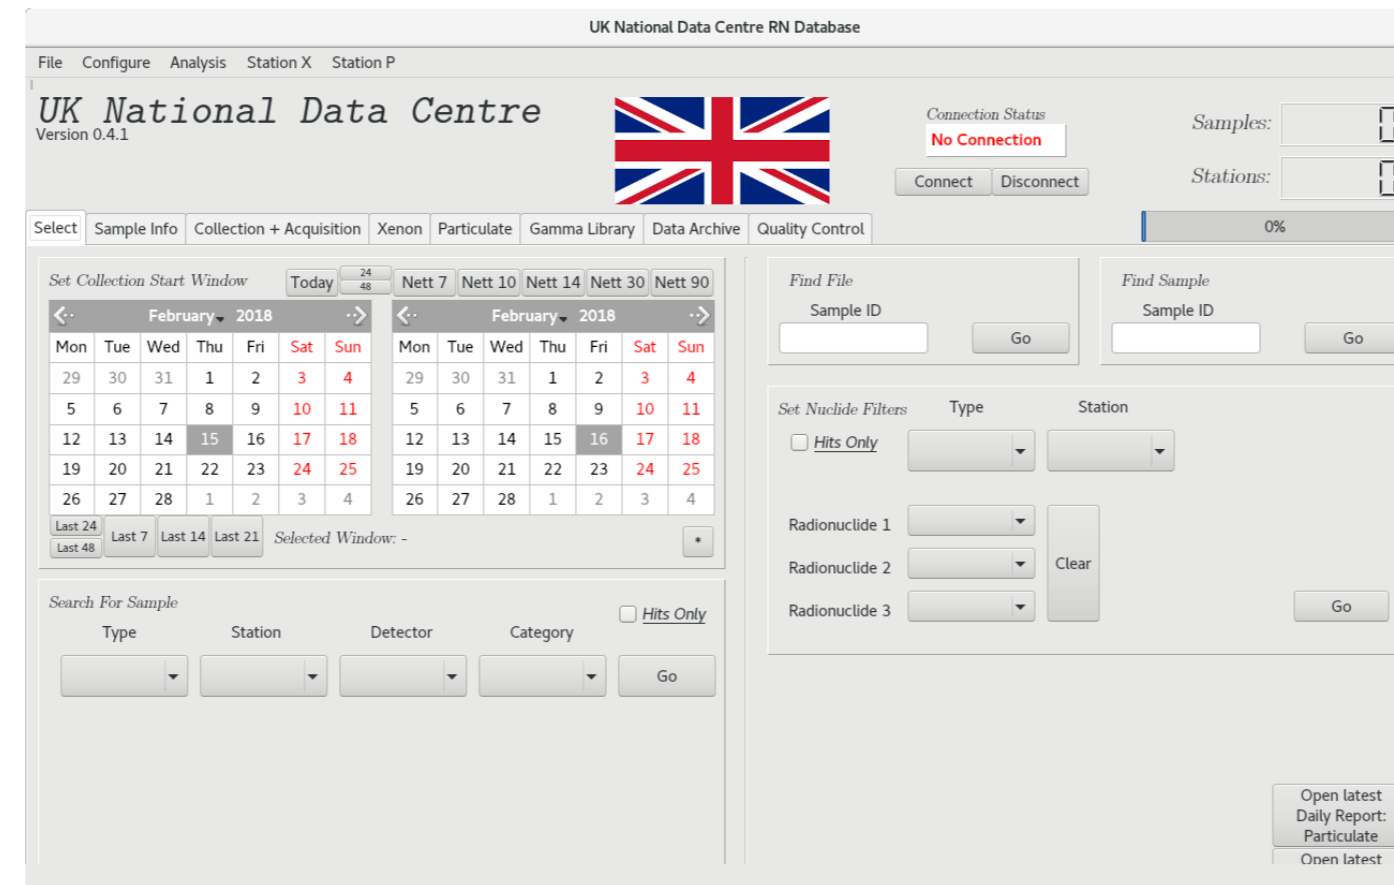 UK National Data Centre RN Database
File Configure Analysis Station X Station P
UK National Data Centre
Version 0.4.1
Connection Status
No Connection
Connect Disconnect
Samples:
Stations:
Select Sample Info Collection + Acquisition Xenon Particulate Gamma Library Data Archive Quality Control
0%
Set Collection Start Window Today 24 48 Nett 7 Nett 10 Nett 14 Nett 30 Nett 90
February 2018
Mon Tue Wed Thu Fri Sat Sun
29 30 31 1 2 3 4
5 6 7 8 9 10 11
12 13 14 15 16 17 18
19 20 21 22 23 24 25
26 27 28 1 2 3 4
February 2018
Mon Tue Wed Thu Fri Sat Sun
29 30 31 1 2 3 4
5 6 7 8 9 10 11
12 13 14 15 16 17 18
19 20 21 22 23 24 25
26 27 28 1 2 3 4
Last 24
Last 48
Last 7 Last 14 Last 21 Selected Window: - *
Search For Sample
Hits Only
Type Station Detector Category
Go
Find File
Sample ID
Go
Find Sample
Sample ID
Go
Set Nuclide Filters Type Station
Hits Only
Radionuclide 1
Radionuclide 2
Radionuclide 3
Clear
Go
Open latest
Daily Report:
Particulate
Open latest